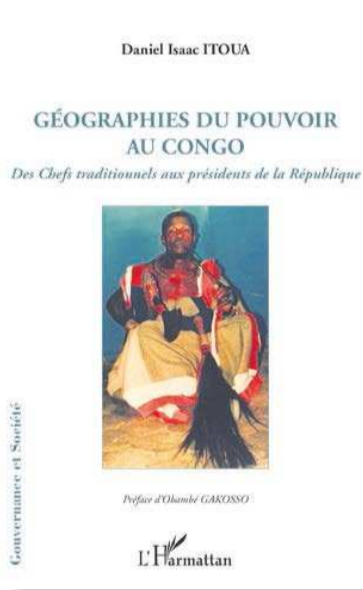 Daniel Isaac ITOUA
GÉOGRAPHIES DU POUVOIR
AU CONGO
Des Chefs traditionnels aux présidents de la République
Gouvernance et Société
Préface d'Obambé GAKOSSO
L'Harmattan